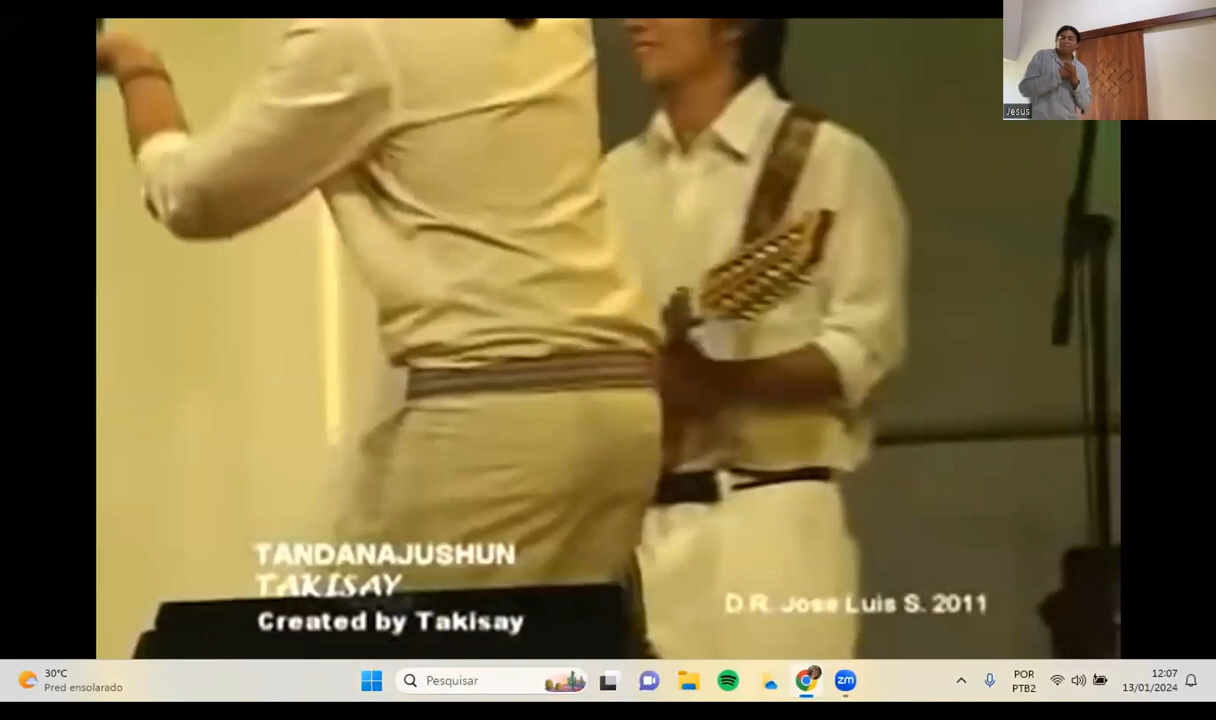 Jesus
TANDANAJUSHUN
TAKISAY
Created by Takisay
D.R. Jose Luis S. 2011
30°C
Pred ensolarado
Pesquisar
zm
POR
PTB2
12:07
13/01/2024